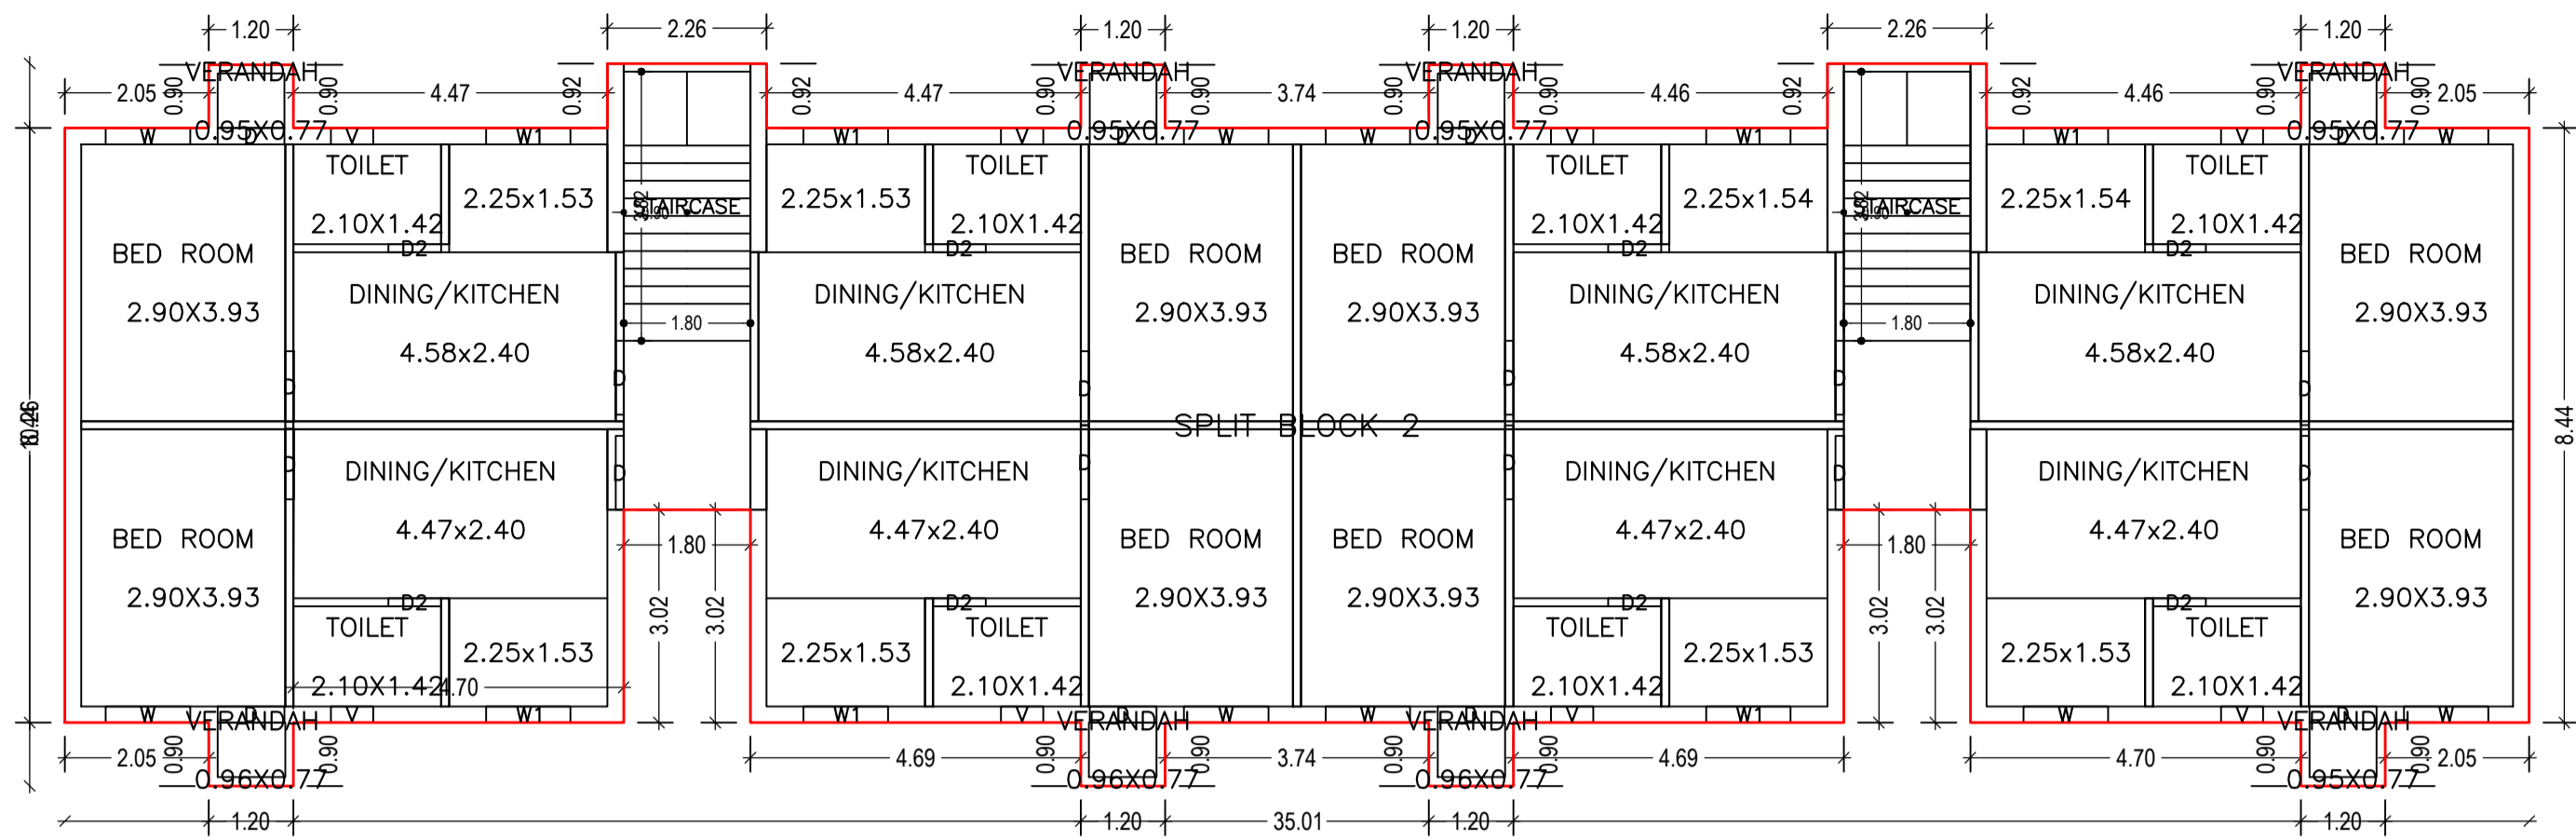 1.20 2.26 1.20 1.20 2.26 1.20
VERANDAH VERANDAH VERANDAH VERANDAH
2.05 0.90 0.90 4.47 0.92 0.92 4.47 0.90 0.90 3.74 0.90 0.90 4.46 0.92 0.92 4.46 0.90 0.90 2.05
W 0.95X0.77 D V W1 V 0.95X0.77 D W W 0.95X0.77 D V W1 W1 V 0.95X0.77 D W
TOILET TOILET TOILET TOILET
2.25x1.53 2.25x1.53 2.25x1.54 2.25x1.54
STAIRCASE STAIRCASE
2.10X1.42 2.10X1.42 2.10X1.42 2.10X1.42
D2 D2 D2 D2
BED ROOM BED ROOM BED ROOM BED ROOM
DINING/KITCHEN DINING/KITCHEN DINING/KITCHEN DINING/KITCHEN
2.90X3.93 2.90X3.93 2.90X3.93 2.90X3.93
1.80 1.80
4.58x2.40 4.58x2.40 4.58x2.40 4.58x2.40
D D D D D D
SPLIT BLOCK 2
8.44
D D D D D D
DINING/KITCHEN DINING/KITCHEN DINING/KITCHEN DINING/KITCHEN
4.47x2.40 4.47x2.40 4.47x2.40 4.47x2.40
BED ROOM BED ROOM BED ROOM BED ROOM
1.80 1.80
2.90X3.93 2.90X3.93 2.90X3.93 2.90X3.93
D2 D2 D2 D2
3.02 3.02 3.02 3.02
TOILET TOILET TOILET TOILET
2.25x1.53 2.25x1.53 2.25x1.53 2.25x1.53
2.10X1.42 4.70 2.10X1.42 2.10X1.42 2.10X1.42
W D V W1 W1 V D W W D V W1 W V D W
VERANDAH VERANDAH VERANDAH VERANDAH
2.05 0.90 0.90 4.69 0.90 0.90 3.74 0.90 0.90 4.69 4.70 0.90 0.90 2.05
0.96X0.77 0.96X0.77 0.96X0.77 0.95X0.77
1.20 1.20 35.01 1.20 1.20